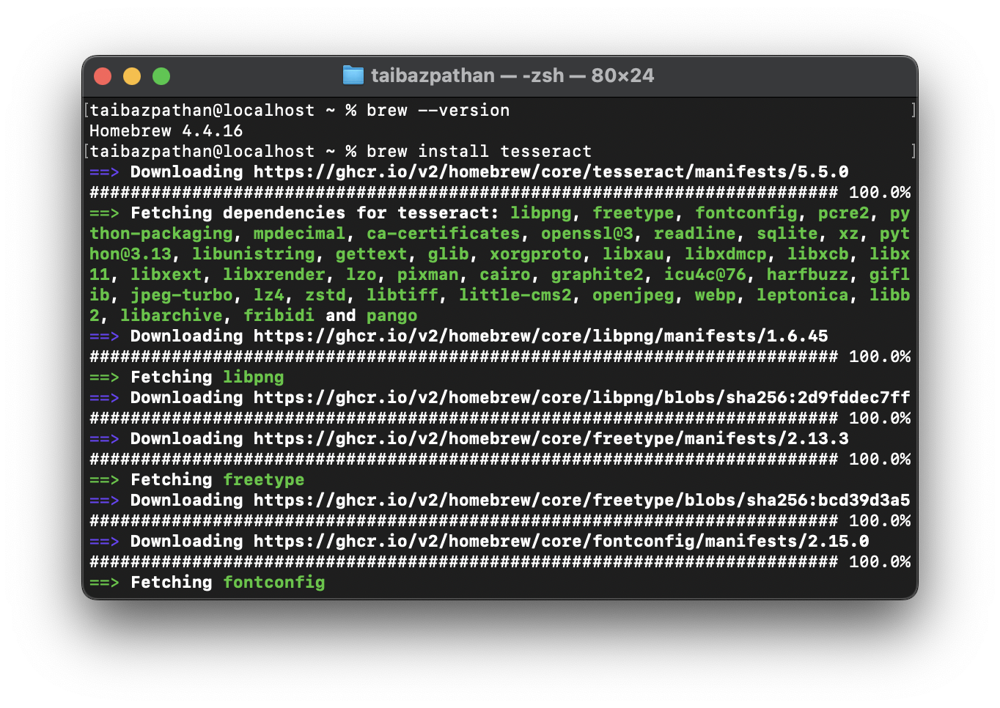 taibazpathan — -zsh — 80×24
[taibazpathan@localhost ~ % brew --version ]
Homebrew 4.4.16
[taibazpathan@localhost ~ % brew install tesseract ]
==> Downloading https://ghcr.io/v2/homebrew/core/tesseract/manifests/5.5.0
######################################################################### 100.0%
==> Fetching dependencies for tesseract: libpng, freetype, fontconfig, pcre2, py
thon-packaging, mpdecimal, ca-certificates, openssl@3, readline, sqlite, xz, pyt
hon@3.13, libunistring, gettext, glib, xorgproto, libxau, libxdmcp, libxcb, libx
11, libxext, libxrender, lzo, pixman, cairo, graphite2, icu4c@76, harfbuzz, gifl
ib, jpeg-turbo, lz4, zstd, libtiff, little-cms2, openjpeg, webp, leptonica, libb
2, libarchive, fribidi and pango
==> Downloading https://ghcr.io/v2/homebrew/core/libpng/manifests/1.6.45
######################################################################### 100.0%
==> Fetching libpng
==> Downloading https://ghcr.io/v2/homebrew/core/libpng/blobs/sha256:2d9fddec7ff
######################################################################### 100.0%
==> Downloading https://ghcr.io/v2/homebrew/core/freetype/manifests/2.13.3
######################################################################### 100.0%
==> Fetching freetype
==> Downloading https://ghcr.io/v2/homebrew/core/freetype/blobs/sha256:bcd39d3a5
######################################################################### 100.0%
==> Downloading https://ghcr.io/v2/homebrew/core/fontconfig/manifests/2.15.0
######################################################################### 100.0%
==> Fetching fontconfig